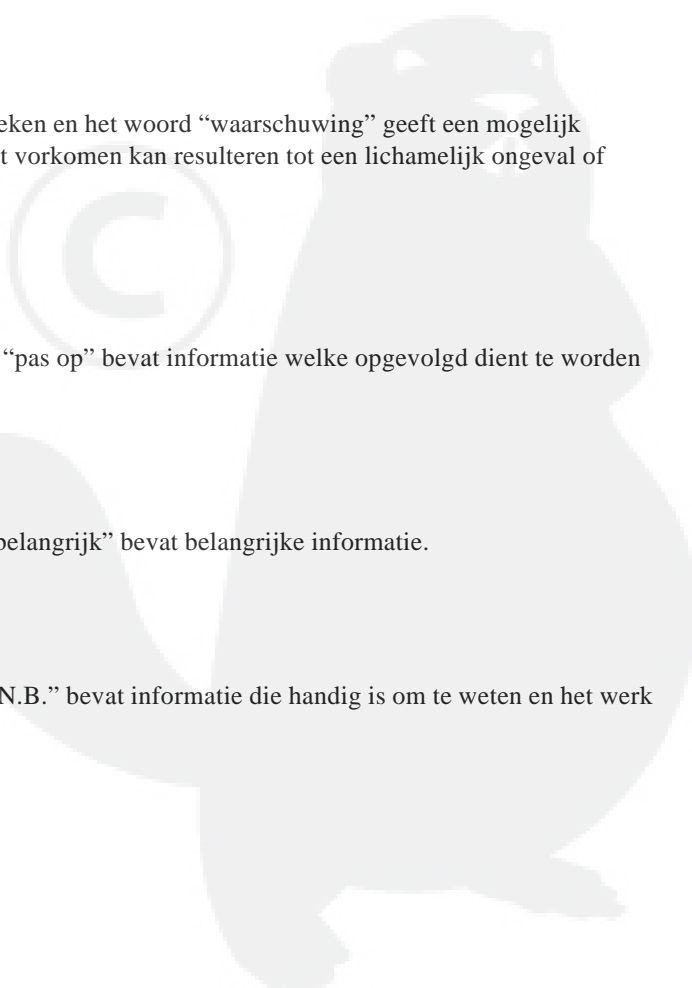 eken en het woord “waarschuwing” geeft een mogelijk
t vorkomen kan resulteren tot een lichamelijk ongeval of
©
“pas op” bevat informatie welke opgevolgd dient te worden
belangrijk” bevat belangrijke informatie.
N.B.” bevat informatie die handig is om te weten en het werk